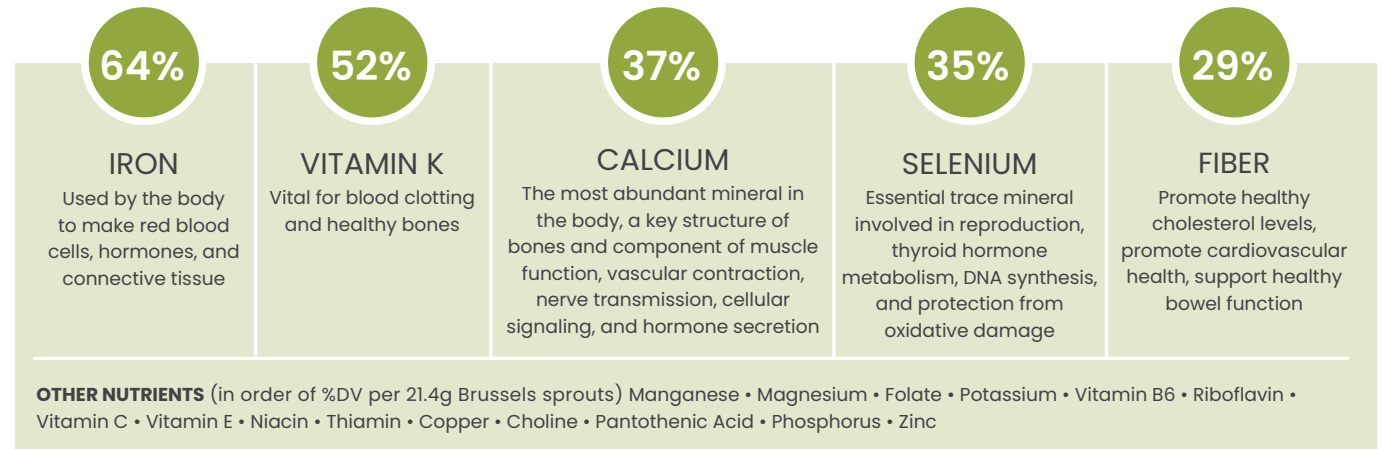 64%
IRON
Used by the body
to make red blood
cells, hormones, and
connective tissue
52%
VITAMIN K
Vital for blood clotting
and healthy bones
37%
CALCIUM
The most abundant mineral in
the body, a key structure of
bones and component of muscle
function, vascular contraction,
nerve transmission, cellular
signaling, and hormone secretion
35%
SELENIUM
Essential trace mineral
involved in reproduction,
thyroid hormone
metabolism, DNA synthesis,
and protection from
oxidative damage
29%
FIBER
Promote healthy
cholesterol levels,
promote cardiovascular
health, support healthy
bowel function
OTHER NUTRIENTS (in order of %DV per 21.4g Brussels sprouts) Manganese • Magnesium • Folate • Potassium • Vitamin B6 • Riboflavin •
Vitamin C • Vitamin E • Niacin • Thiamin • Copper • Choline • Pantothenic Acid • Phosphorus • Zinc